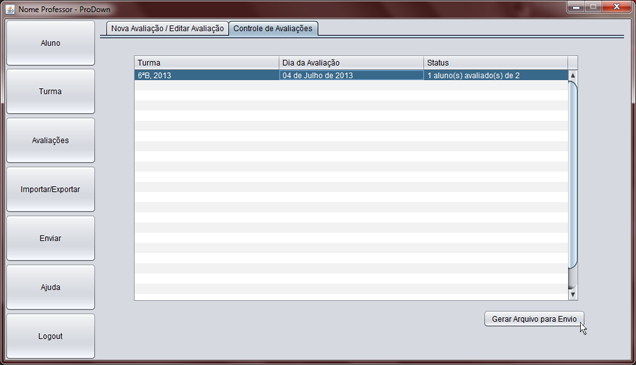 Nome Professor - ProDown
Nova Avaliação / Editar Avaliação
Controle de Avaliações
Aluno
Turma
Avaliações
Importar/Exportar
Enviar
Ajuda
Logout
Turma Dia da Avaliação Status
6ªB, 2013 04 de Julho de 2013 1 aluno(s) avaliado(s) de 2
Gerar Arquivo para Envio